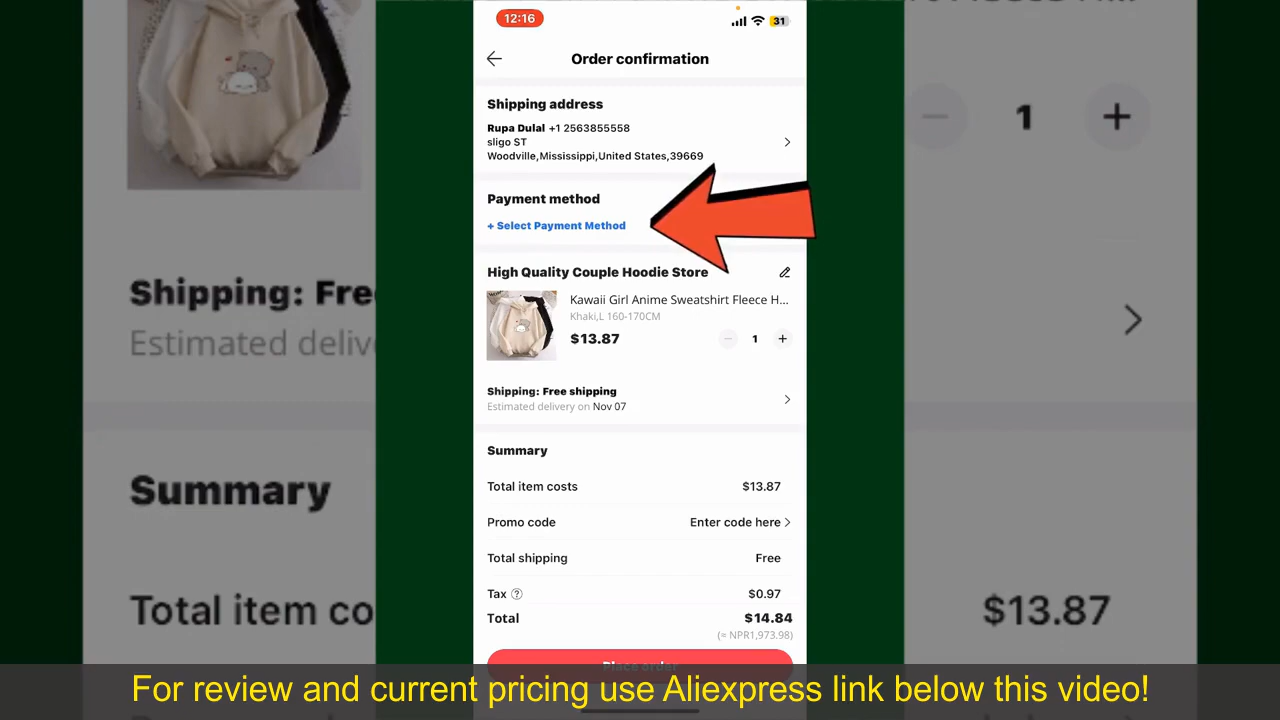 12:16
31
Order confirmation
Shipping address
Rupa Dulal +1 2563855558
sligo ST
Woodville,Mississippi,United States,39669
Payment method
+ Select Payment Method
High Quality Couple Hoodie Store
Kawaii Girl Anime Sweatshirt Fleece H...
Khaki,L 160-170CM
$13.87
1
Shipping: Free shipping
Estimated delivery on Nov 07
Summary
Total item costs $13.87
Promo code Enter code here
Total shipping Free
Tax $0.97
Total $14.84
(≈ NPR1,973.98)
Place order
1
Shipping: Fre
Estimated deliv
Summary
Total item co
$13.87
For review and current pricing use Aliexpress link below this video!